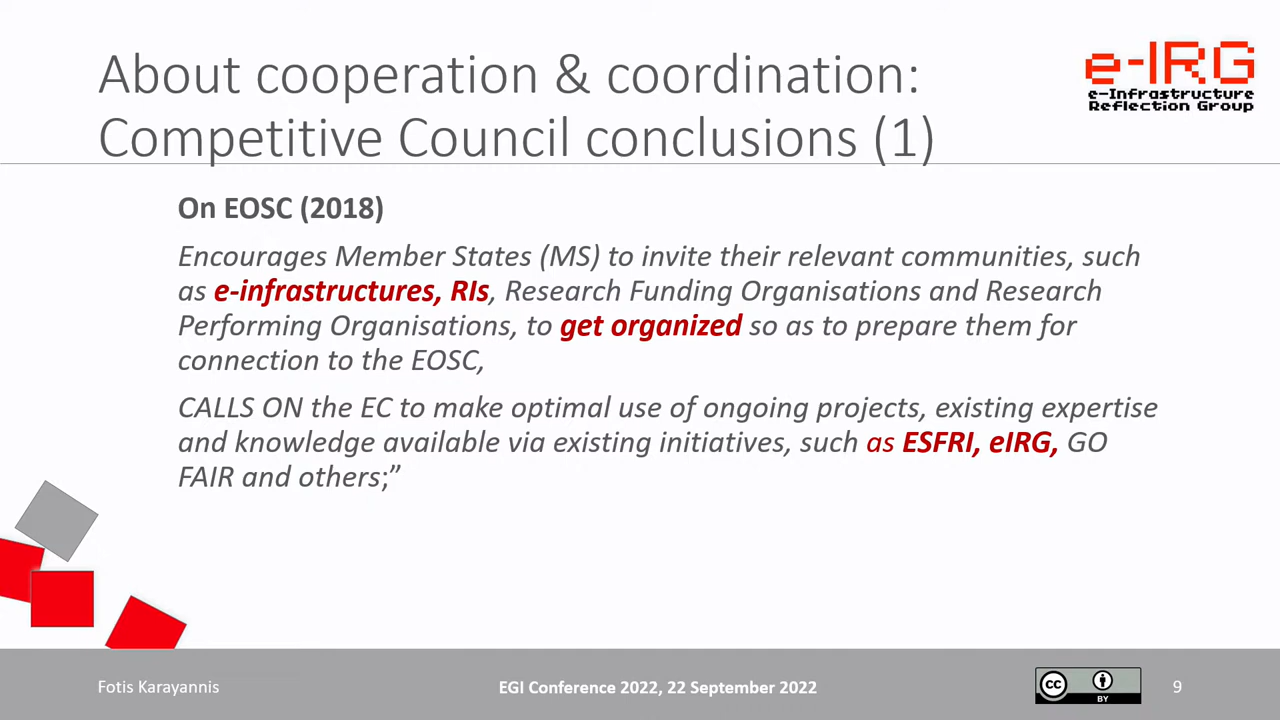 About cooperation & coordination:
Competitive Council conclusions (1)
e-IRG
e-Infrastructure
Reflection Group
On EOSC (2018)
Encourages Member States (MS) to invite their relevant communities, such
as e-infrastructures, RIs, Research Funding Organisations and Research
Performing Organisations, to get organized so as to prepare them for
connection to the EOSC,
CALLS ON the EC to make optimal use of ongoing projects, existing expertise
and knowledge available via existing initiatives, such as ESFRI, eIRG, GO
FAIR and others;”
Fotis Karayannis
EGI Conference 2022, 22 September 2022
CC
BY
9